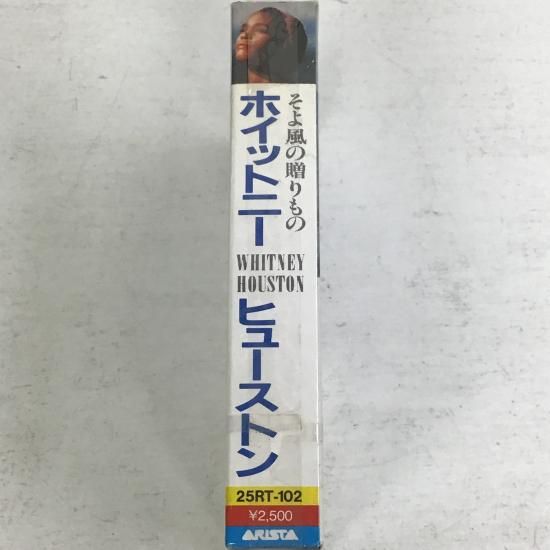 そよ風の贈りもの
ホイットニー
WHITNEY
HOUSTON
ヒューストン
25RT-102
¥2,500
ARISTA